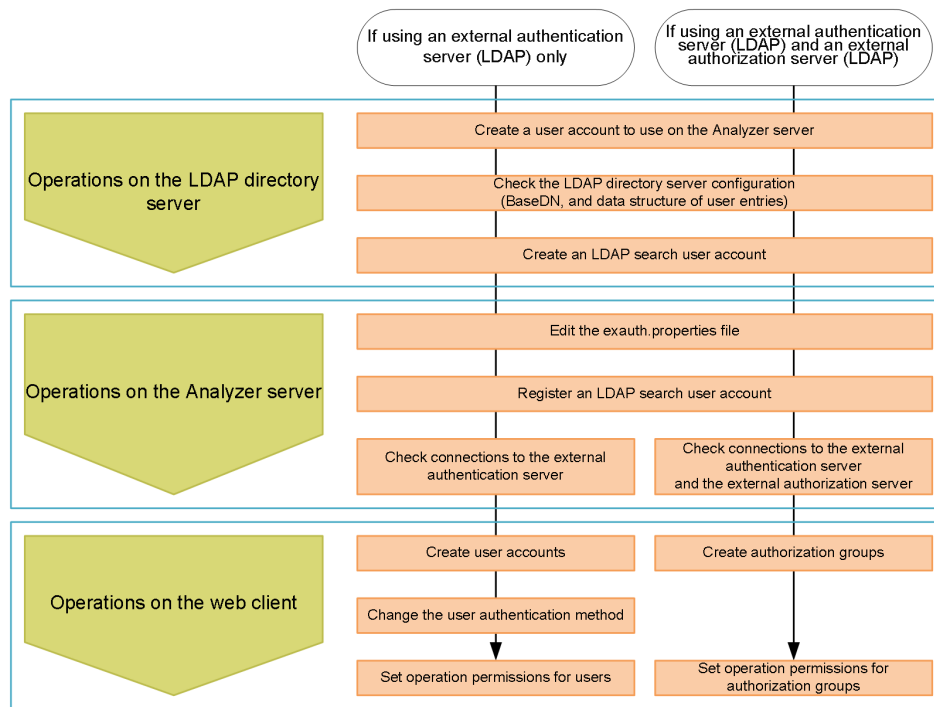 If using an external authentication
server (LDAP) only
If using an external authentication
server (LDAP) and an external
authorization server (LDAP)
Operations on the LDAP directory
server
Create a user account to use on the Analyzer server
Check the LDAP directory server configuration
(BaseDN, and data structure of user entries)
Create an LDAP search user account
Operations on the Analyzer server
Edit the exauth.properties file
Register an LDAP search user account
Check connections to the external
authentication server
Check connections to the external
authentication server
and the external authorization server
Operations on the web client
Create user accounts
Create authorization groups
Change the user authentication method
Set operation permissions for users
Set operation permissions for
authorization groups